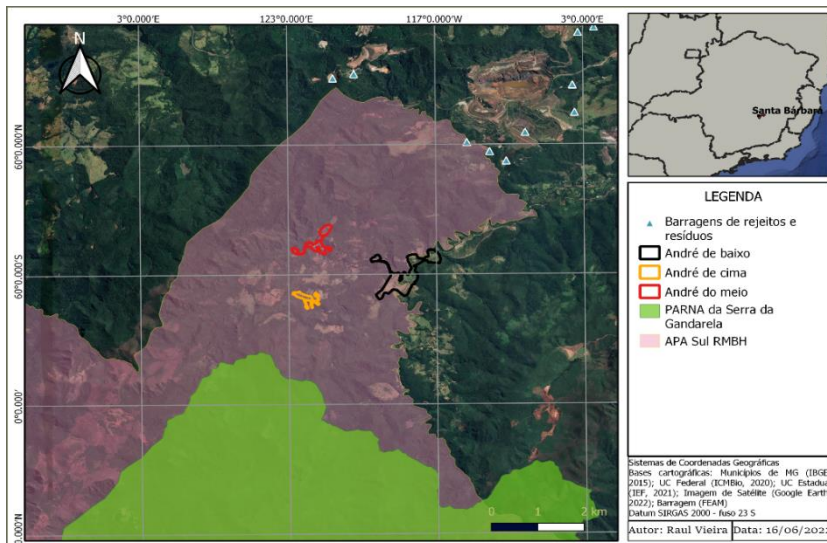 3°0.000'E
123°0.000'E
117°0.000'W
3°0.000'E
N
60°0.000'N
60°0.000'S
0°0.000'
0.000'N
0 1 2 km
Santa Bárbara
LEGENDA
Barragens de rejeitos e
resíduos
André de baixo
André de cima
André do meio
PARNA da Serra da
Gandarela
APA Sul RMBH
Sistemas de Coordenadas Geográficas
Bases cartográficas: Municípios de MG (IBGE
2015); UC Federal (ICMBio, 2020); UC Estadua
(IEF, 2021); Imagem de Satélite (Google Earth
2022); Barragem (FEAM)
Datum SIRGAS 2000 - fuso 23 S
Autor: Raul Vieira
Data: 16/06/202